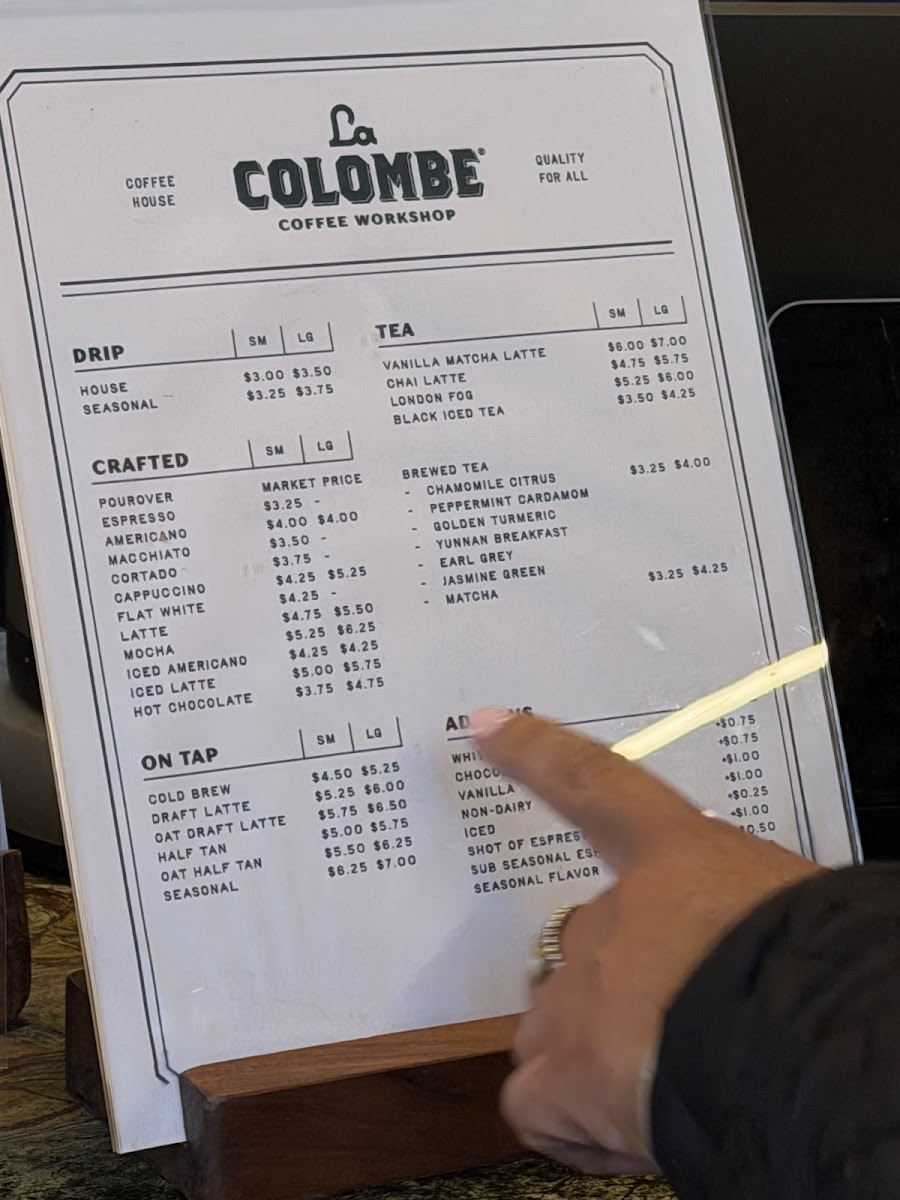 La
COLOMBE®
COFFEE WORKSHOP
COFFEE
HOUSE
QUALITY
FOR ALL
DRIP SM LG
HOUSE $3.00 $3.50
SEASONAL $3.25 $3.75
CRAFTED SM LG
POUROVER MARKET PRICE
ESPRESSO $3.25 -
AMERICANO $4.00 $4.00
MACCHIATO $3.50 -
CORTADO $3.75 -
CAPPUCCINO $4.25 $5.25
FLAT WHITE $4.25 -
LATTE $4.75 $5.50
MOCHA $5.25 $6.25
ICED AMERICANO $4.25 $4.25
ICED LATTE $5.00 $5.75
HOT CHOCOLATE $3.75 $4.75
ON TAP SM LG
COLD BREW $4.50 $5.25
DRAFT LATTE $5.25 $6.00
OAT DRAFT LATTE $5.75 $6.50
HALF TAN $5.00 $5.75
OAT HALF TAN $5.50 $6.25
SEASONAL $6.25 $7.00
TEA SM LG
VANILLA MATCHA LATTE $6.00 $7.00
CHAI LATTE $4.75 $5.75
LONDON FOG $5.25 $6.00
BLACK ICED TEA $3.50 $4.25
BREWED TEA $3.25 $4.00
- CHAMOMILE CITRUS
- PEPPERMINT CARDAMOM
- GOLDEN TURMERIC
- YUNNAN BREAKFAST
- EARL GREY
- JASMINE GREEN
- MATCHA $3.25 $4.25
+$0.75
+$0.75
VANILLA +$1.00
NON-DAIRY +$1.00
ICED +$0.25
SHOT OF +$1.00
SUB SEASONAL
SEASONAL FLAVOR